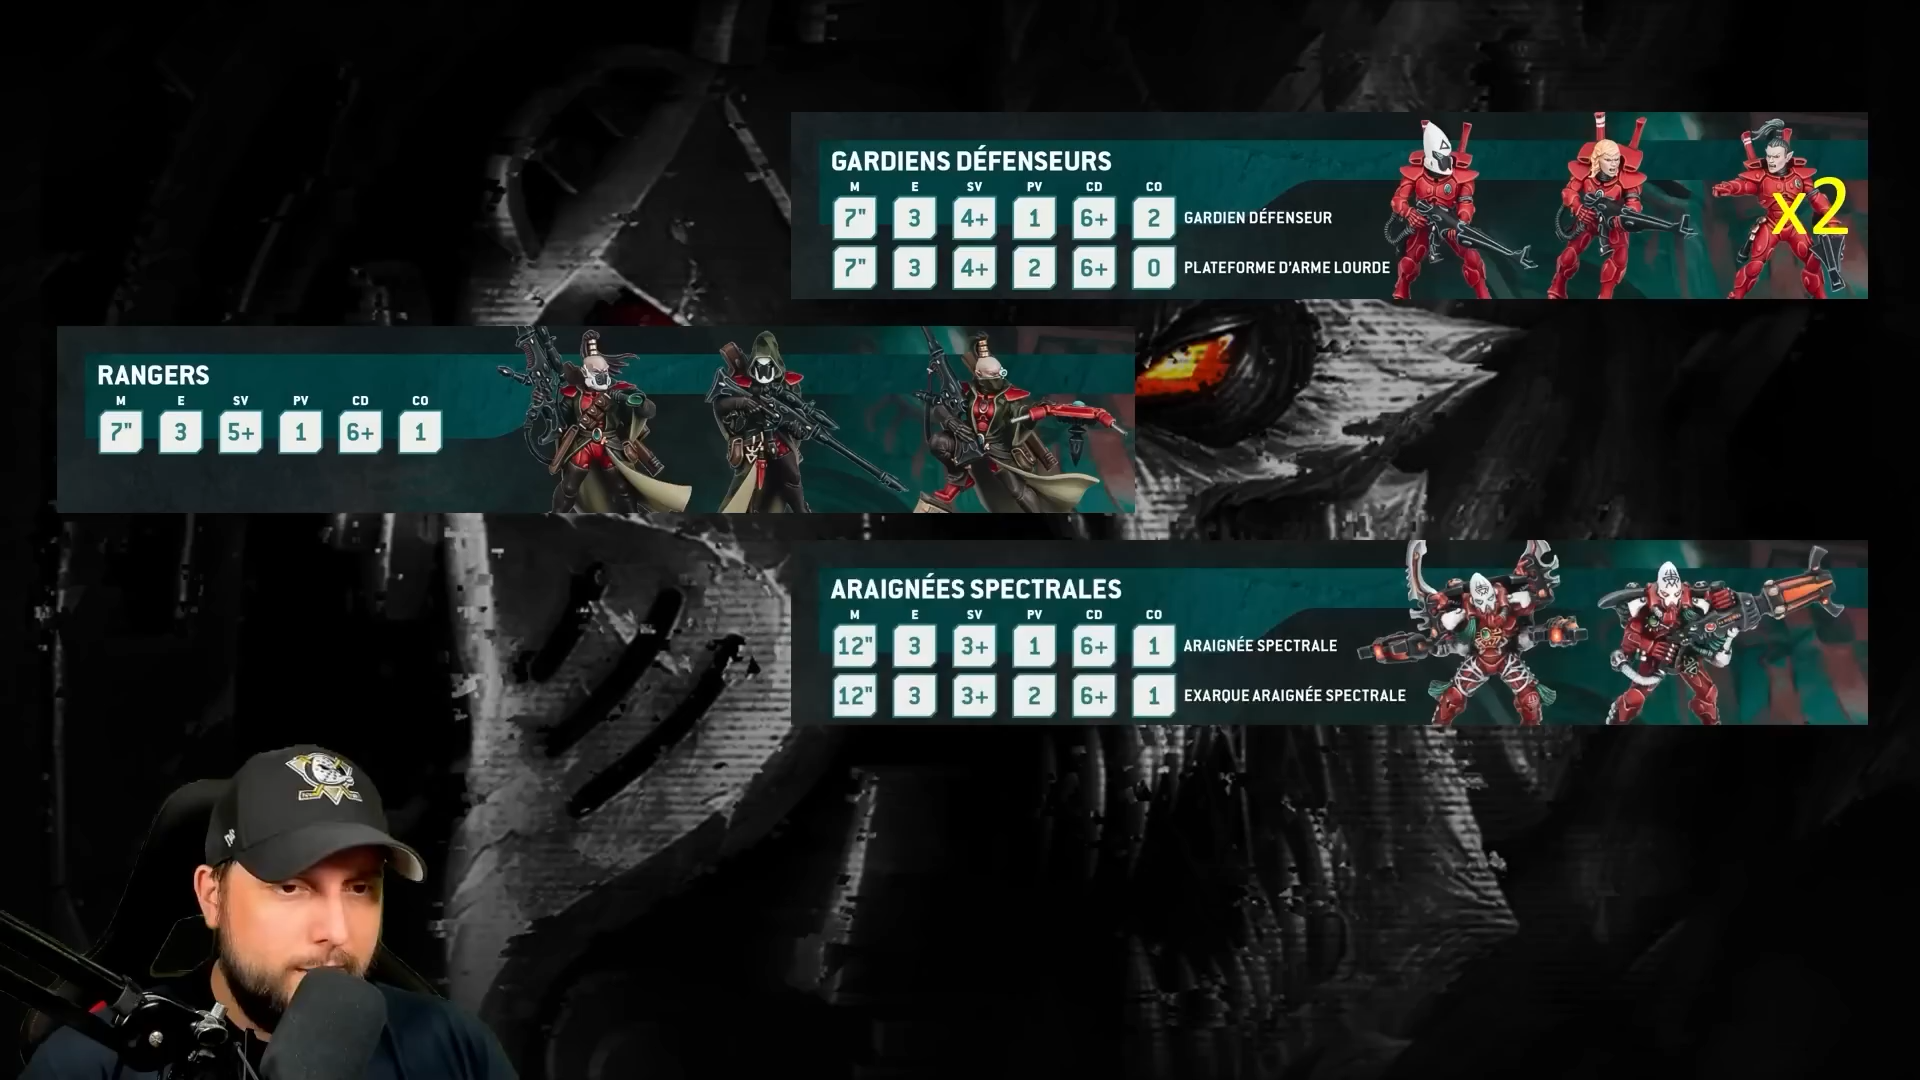 GARDIENS DÉFENSEURS
M E SV PV CD CO
7" 3 4+ 1 6+ 2 GARDIEN DÉFENSEUR
7" 3 4+ 2 6+ 0 PLATEFORME D'ARME LOURDE
x2
RANGERS
M E SV PV CD CO
7" 3 5+ 1 6+ 1
ARAIGNÉES SPECTRALES
M E SV PV CD CO
12" 3 3+ 1 6+ 1 ARAIGNÉE SPECTRALE
12" 3 3+ 2 6+ 1 EXARQUE ARAIGNÉE SPECTRALE